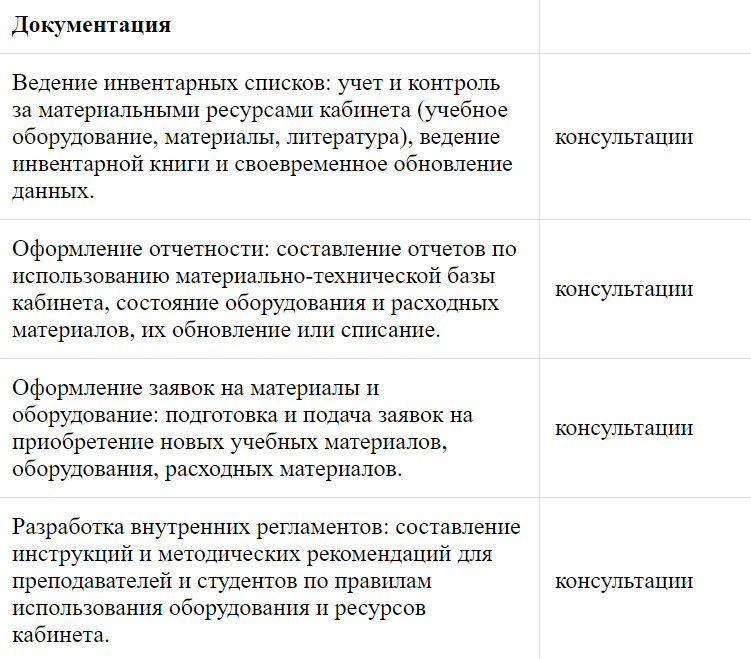 Документация
Ведение инвентарных списков: учет и контроль
за материальными ресурсами кабинета (учебное
оборудование, материалы, литература), ведение
инвентарной книги и своевременное обновление
данных.
консультации
Оформление отчетности: составление отчетов по
использованию материально-технической базы
кабинета, состояние оборудования и расходных
материалов, их обновление или списание.
консультации
Оформление заявок на материалы и
оборудование: подготовка и подача заявок на
приобретение новых учебных материалов,
оборудования, расходных материалов.
консультации
Разработка внутренних регламентов: составление
инструкций и методических рекомендаций для
преподавателей и студентов по правилам
использования оборудования и ресурсов
кабинета.
консультации